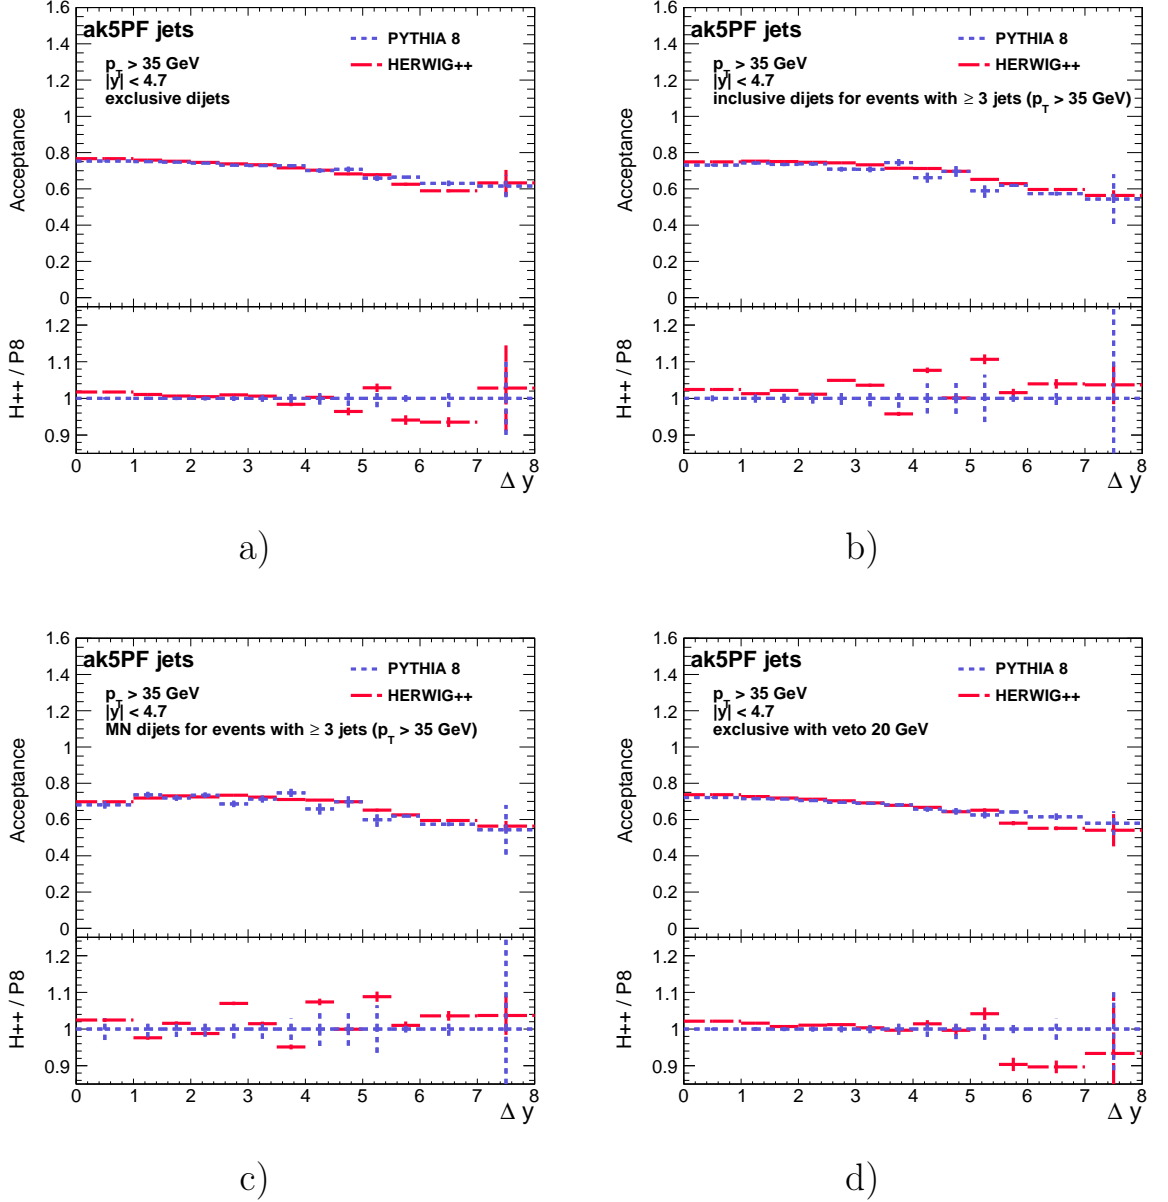 ak5PF jets
PYTHIA 8
HERWIG++
p_T > 35 GeV
|y| < 4.7
exclusive dijets
Acceptance
1.6
1.4
1.2
1
0.8
0.6
0.4
0.2
0
H++ / P8
1.2
1.1
1
0.9
0 1 2 3 4 5 6 7 8
Δ y
a)
ak5PF jets
PYTHIA 8
HERWIG++
p_T > 35 GeV
|y| < 4.7
inclusive dijets for events with ≥ 3 jets (p_T > 35 GeV)
Acceptance
1.6
1.4
1.2
1
0.8
0.6
0.4
0.2
0
H++ / P8
1.2
1.1
1
0.9
0 1 2 3 4 5 6 7 8
Δ y
b)
ak5PF jets
PYTHIA 8
HERWIG++
p_T > 35 GeV
|y| < 4.7
MN dijets for events with ≥ 3 jets (p_T > 35 GeV)
Acceptance
1.6
1.4
1.2
1
0.8
0.6
0.4
0.2
0
H++ / P8
1.2
1.1
1
0.9
0 1 2 3 4 5 6 7 8
Δ y
c)
ak5PF jets
PYTHIA 8
HERWIG++
p_T > 35 GeV
|y| < 4.7
exclusive with veto 20 GeV
Acceptance
1.6
1.4
1.2
1
0.8
0.6
0.4
0.2
0
H++ / P8
1.2
1.1
1
0.9
0 1 2 3 4 5 6 7 8
Δ y
d)